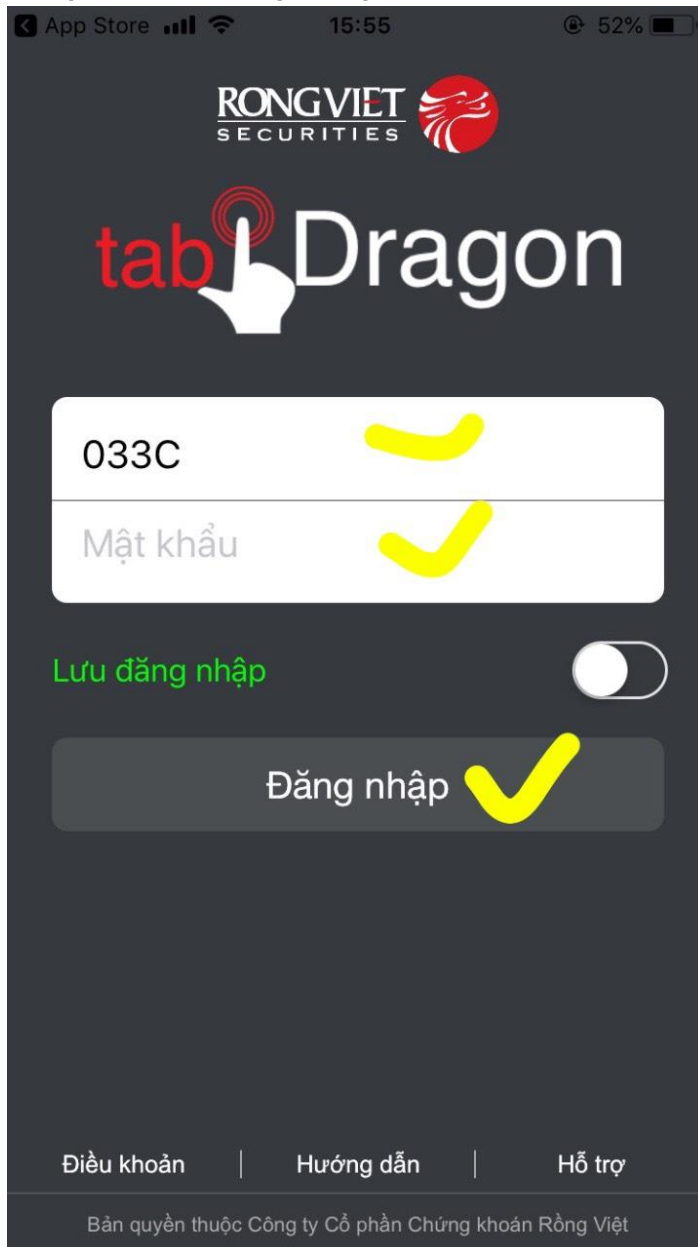 App Store 15:55 52%
RONGVIET
SECURITIES
tab Dragon
033C
Mật khẩu
Lưu đăng nhập
Đăng nhập
Điều khoản | Hướng dẫn | Hỗ trợ
Bản quyền thuộc Công ty Cổ phần Chứng khoán Rồng Việt